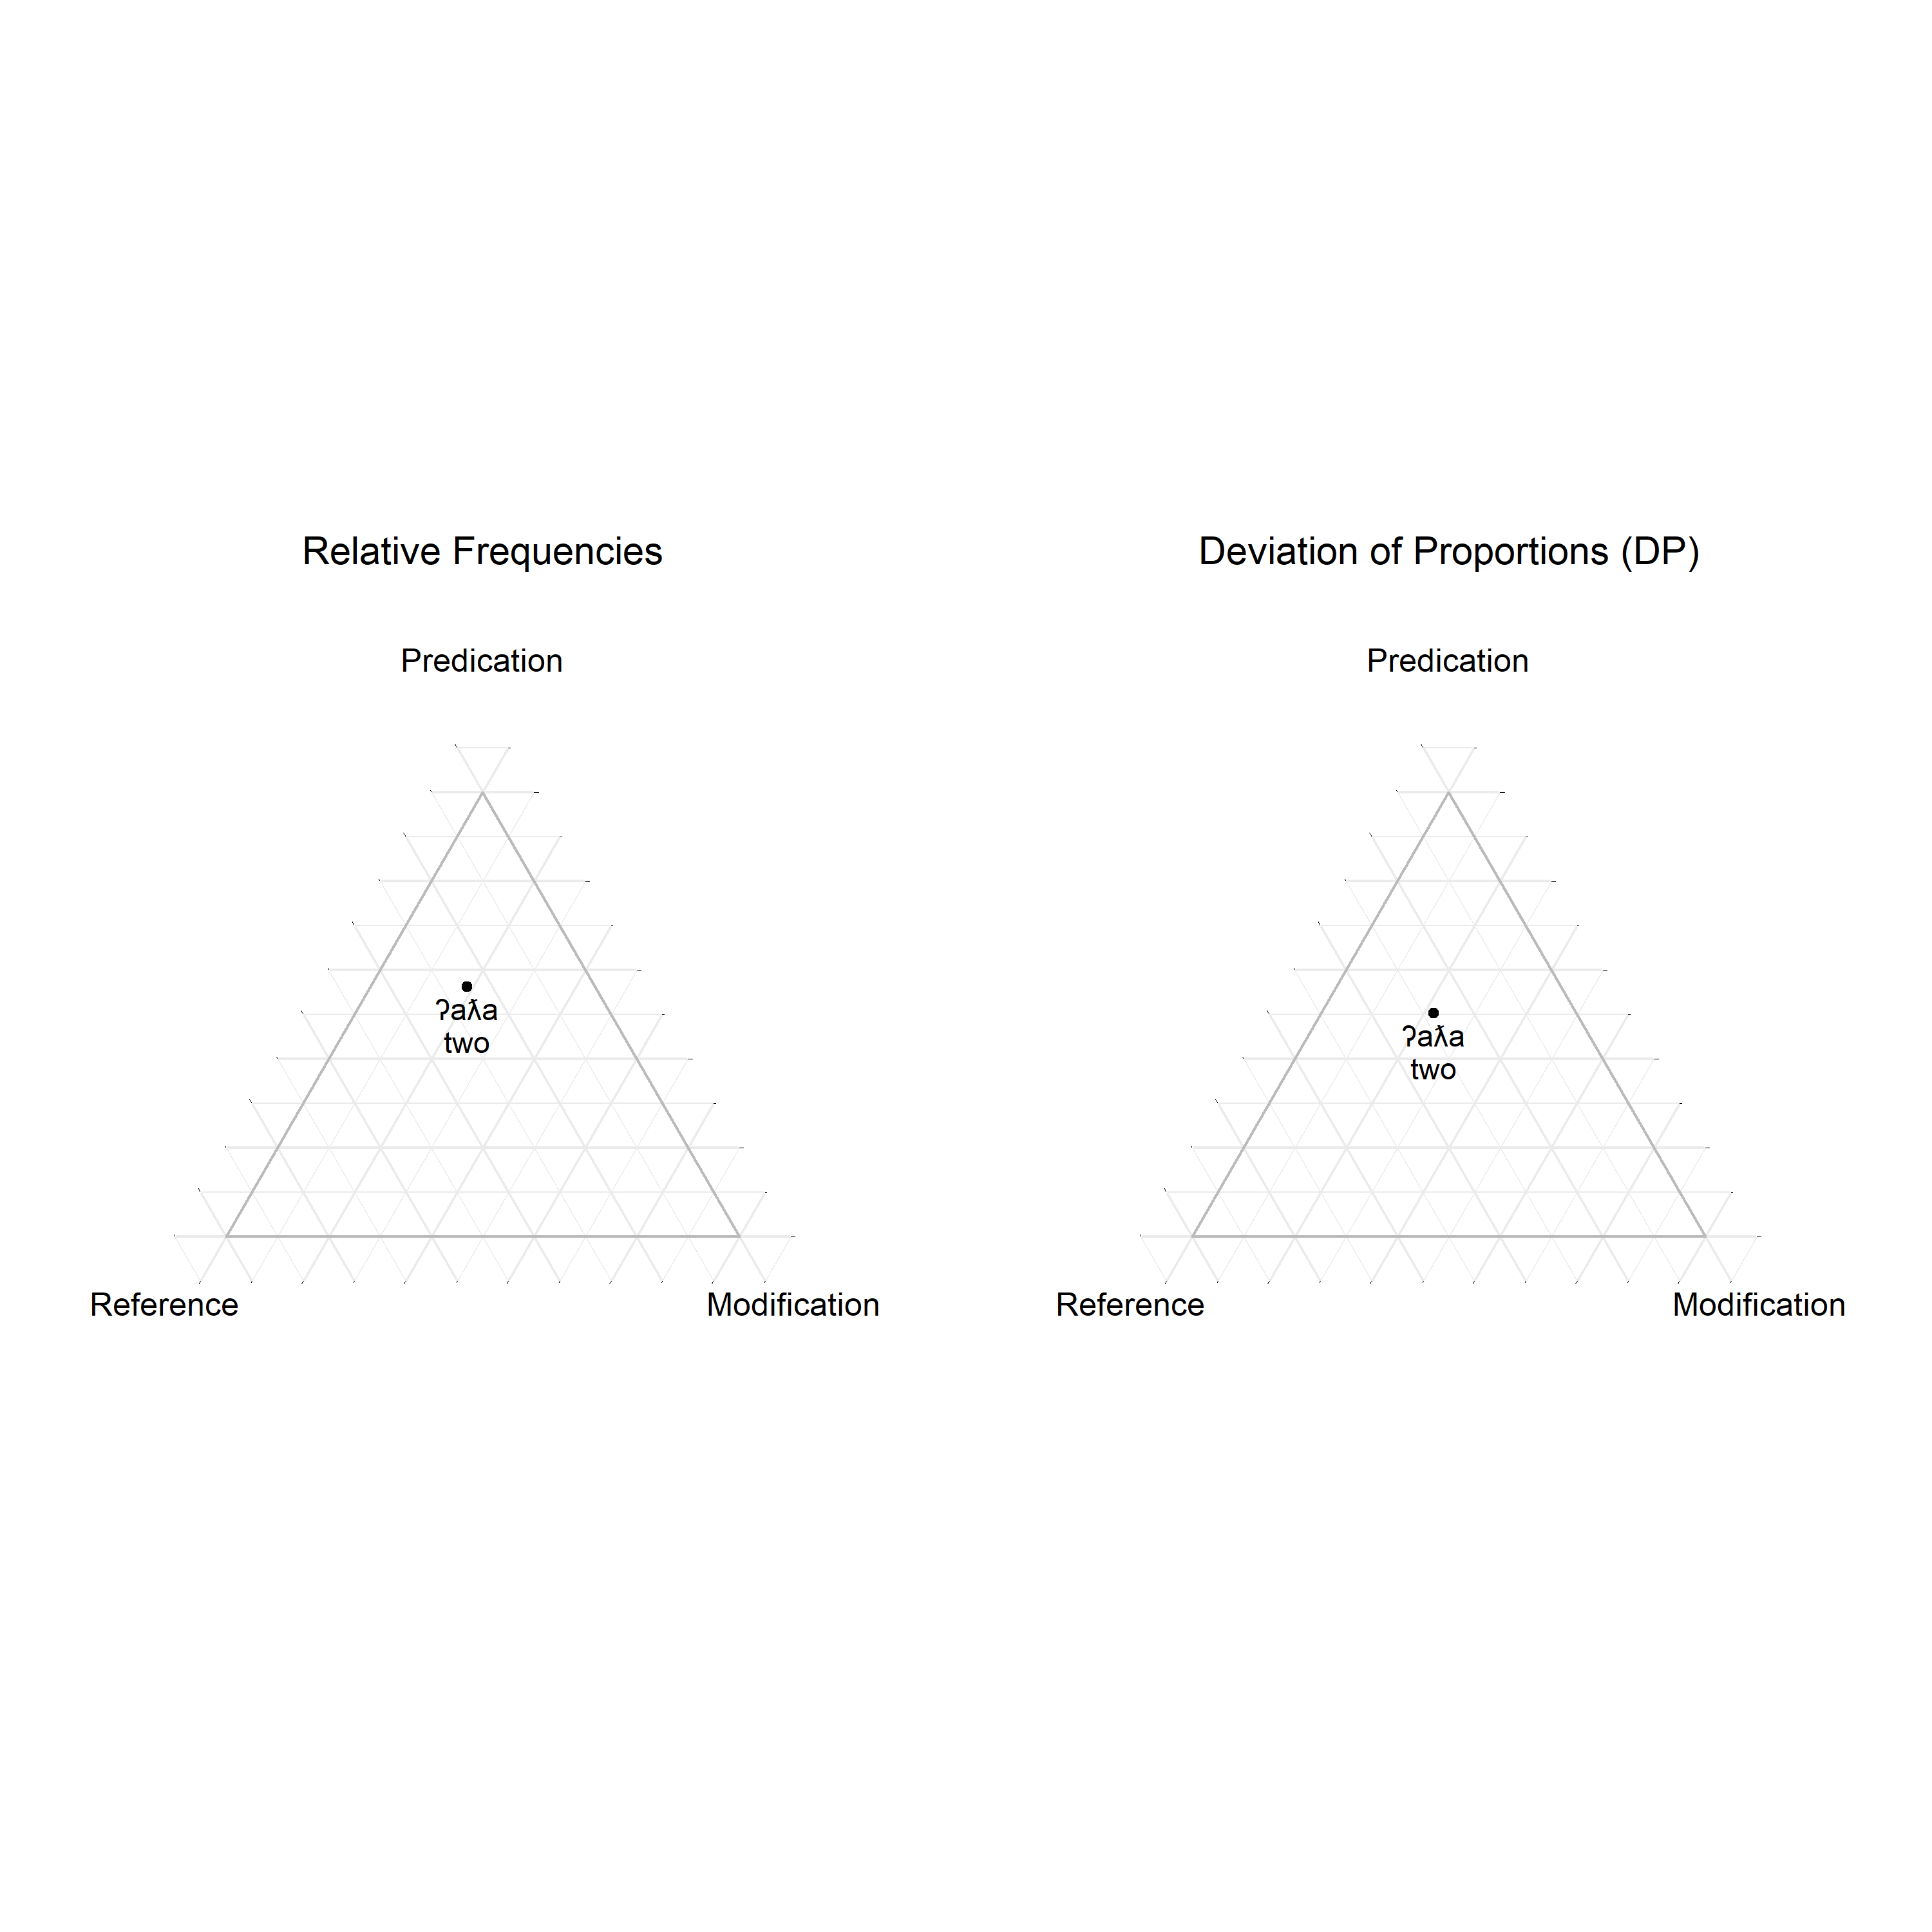 Relative Frequencies
Predication
ʔaƛa
two
Reference
Modification
Deviation of Proportions (DP)
Predication
ʔaƛa
two
Reference
Modification